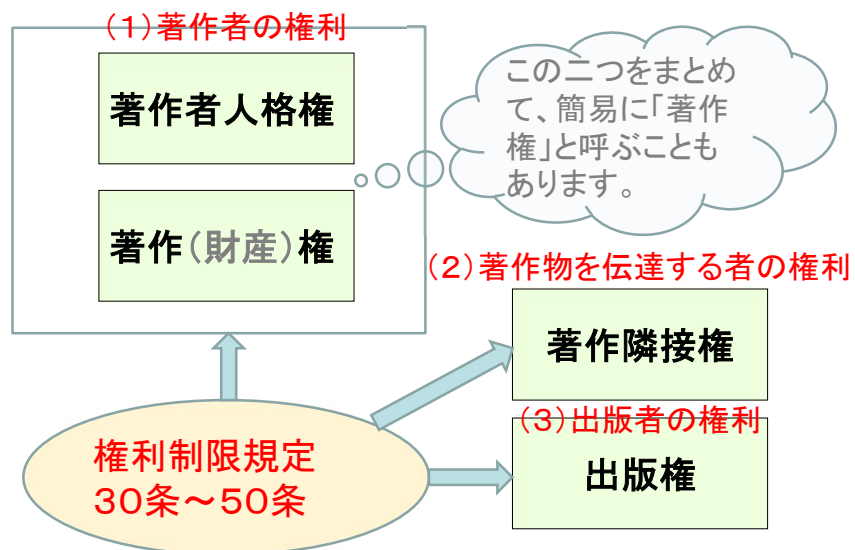 (1)著作者の権利
著作者人格権
著作(財産)権
この二つをまとめ
て、簡易に「著作
権」と呼ぶことも
あります。
(2)著作物を伝達する者の権利
著作隣接権
(3)出版者の権利
出版権
権利制限規定
30条~50条